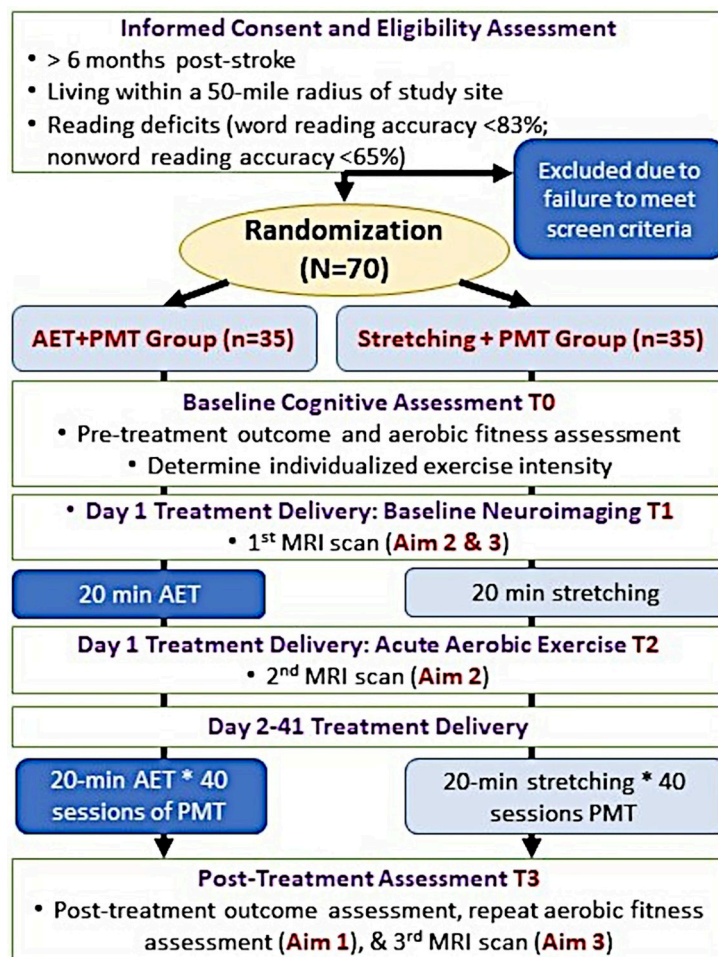 Informed Consent and Eligibility Assessment
• > 6 months post-stroke
• Living within a 50-mile radius of study site
• Reading deficits (word reading accuracy <83%;
nonword reading accuracy <65%)
Excluded due to
failure to meet
screen criteria
Randomization
(N=70)
AET+PMT Group (n=35)
Stretching + PMT Group (n=35)
Baseline Cognitive Assessment T0
• Pre-treatment outcome and aerobic fitness assessment
• Determine individualized exercise intensity
• Day 1 Treatment Delivery: Baseline Neuroimaging T1
• 1st MRI scan (Aim 2 & 3)
20 min AET
20 min stretching
Day 1 Treatment Delivery: Acute Aerobic Exercise T2
• 2nd MRI scan (Aim 2)
Day 2-41 Treatment Delivery
20-min AET * 40
sessions of PMT
20-min stretching * 40
sessions PMT
Post-Treatment Assessment T3
• Post-treatment outcome assessment, repeat aerobic fitness
assessment (Aim 1), & 3rd MRI scan (Aim 3)